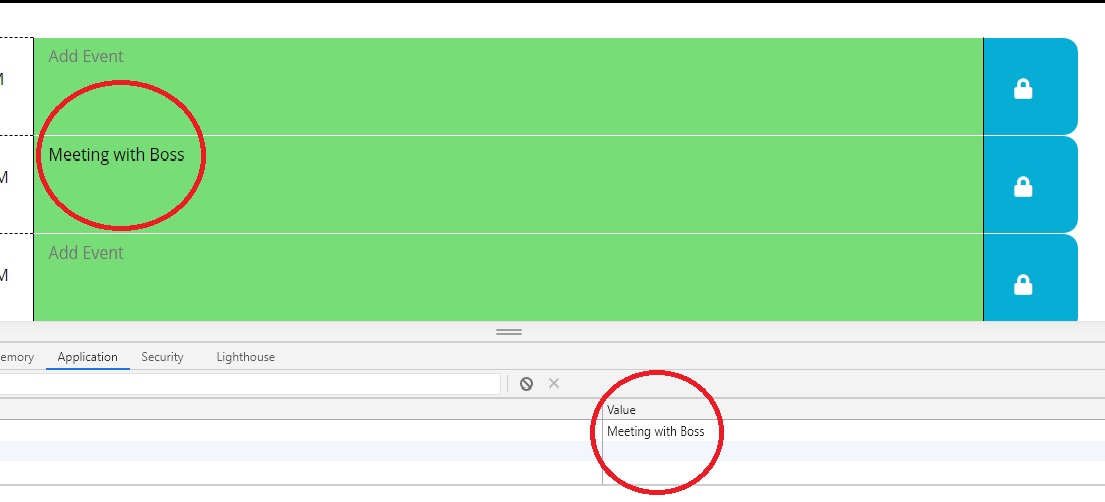 Add Event
M
Meeting with Boss
M
Add Event
M
emory Application Security Lighthouse
Value
Meeting with Boss